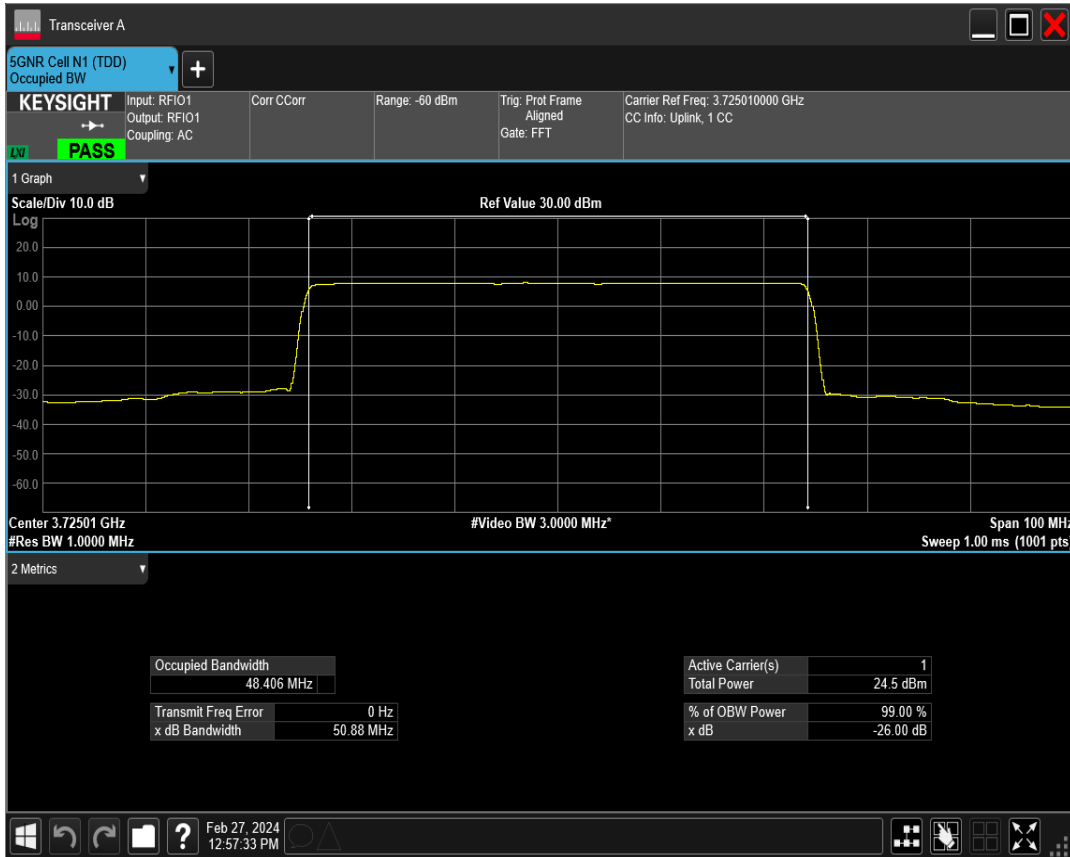 Transceiver A
5GNR Cell N1 (TDD)
Occupied BW
+
KEYSIGHT
LXI
PASS
Input: RFIO1
Output: RFIO1
Coupling: AC
Corr CCorr
Range: -60 dBm
Trig: Prot Frame
Aligned
Gate: FFT
Carrier Ref Freq: 3.725010000 GHz
CC Info: Uplink, 1 CC
1 Graph
Scale/Div 10.0 dB
Ref Value 30.00 dBm
Log
20.0
10.0
0.00
-10.0
-20.0
-30.0
-40.0
-50.0
-60.0
Center 3.72501 GHz
#Video BW 3.0000 MHz*
Span 100 MHz
#Res BW 1.0000 MHz
Sweep 1.00 ms (1001 pts)
2 Metrics
Occupied Bandwidth
48.406 MHz
Transmit Freq Error 0 Hz
x dB Bandwidth 50.88 MHz
Active Carrier(s) 1
Total Power 24.5 dBm
% of OBW Power 99.00 %
x dB -26.00 dB
?
Feb 27, 2024
12:57:33 PM